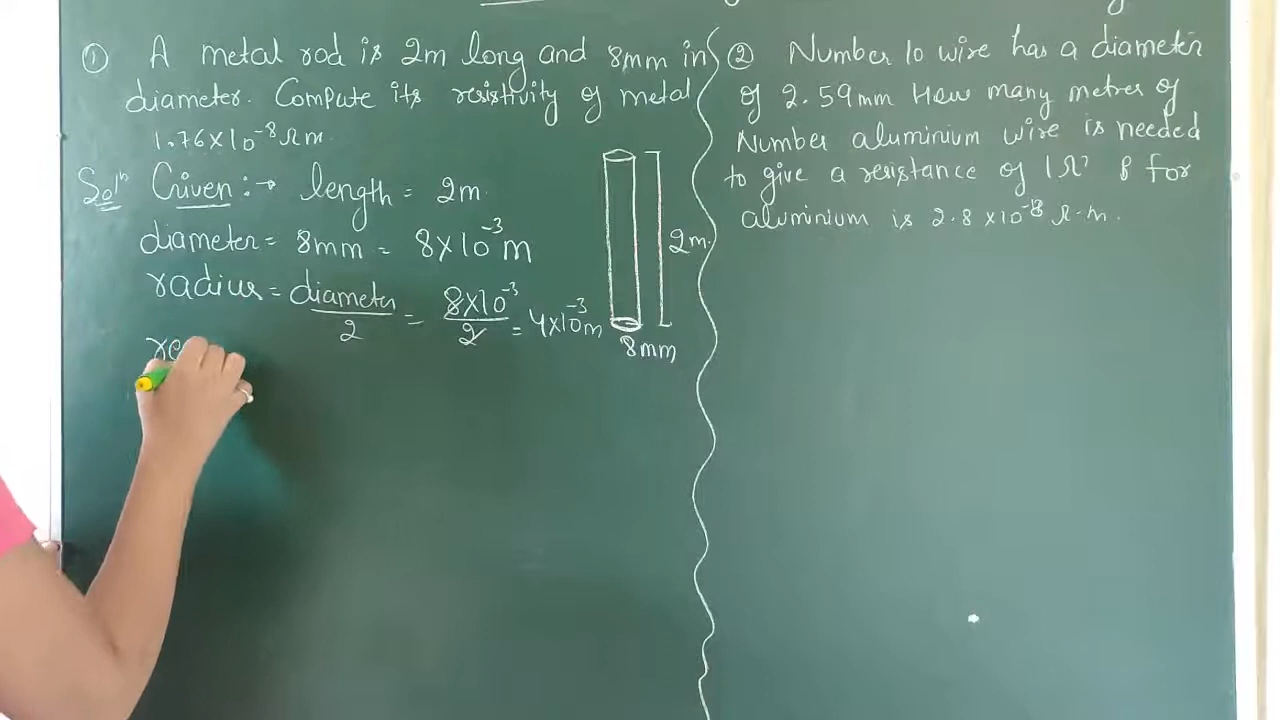 ① A metal rod is 2m long and 8mm in
diameter. Compute its resistivity of metal
1.76×10⁻⁸ Ωm.
Solⁿ Given :→ length = 2m
diameter = 8mm = 8×10⁻³ m
radius = diameter/2 = 8×10⁻³/2 = 4×10⁻³m
re
2m
8mm
② Number 10 wire has a diameter
of 2.59mm How many metres of
Number aluminium wire is needed
to give a resistance of 1Ω? ρ for
aluminium is 2.8×10⁻⁸ Ω·m.